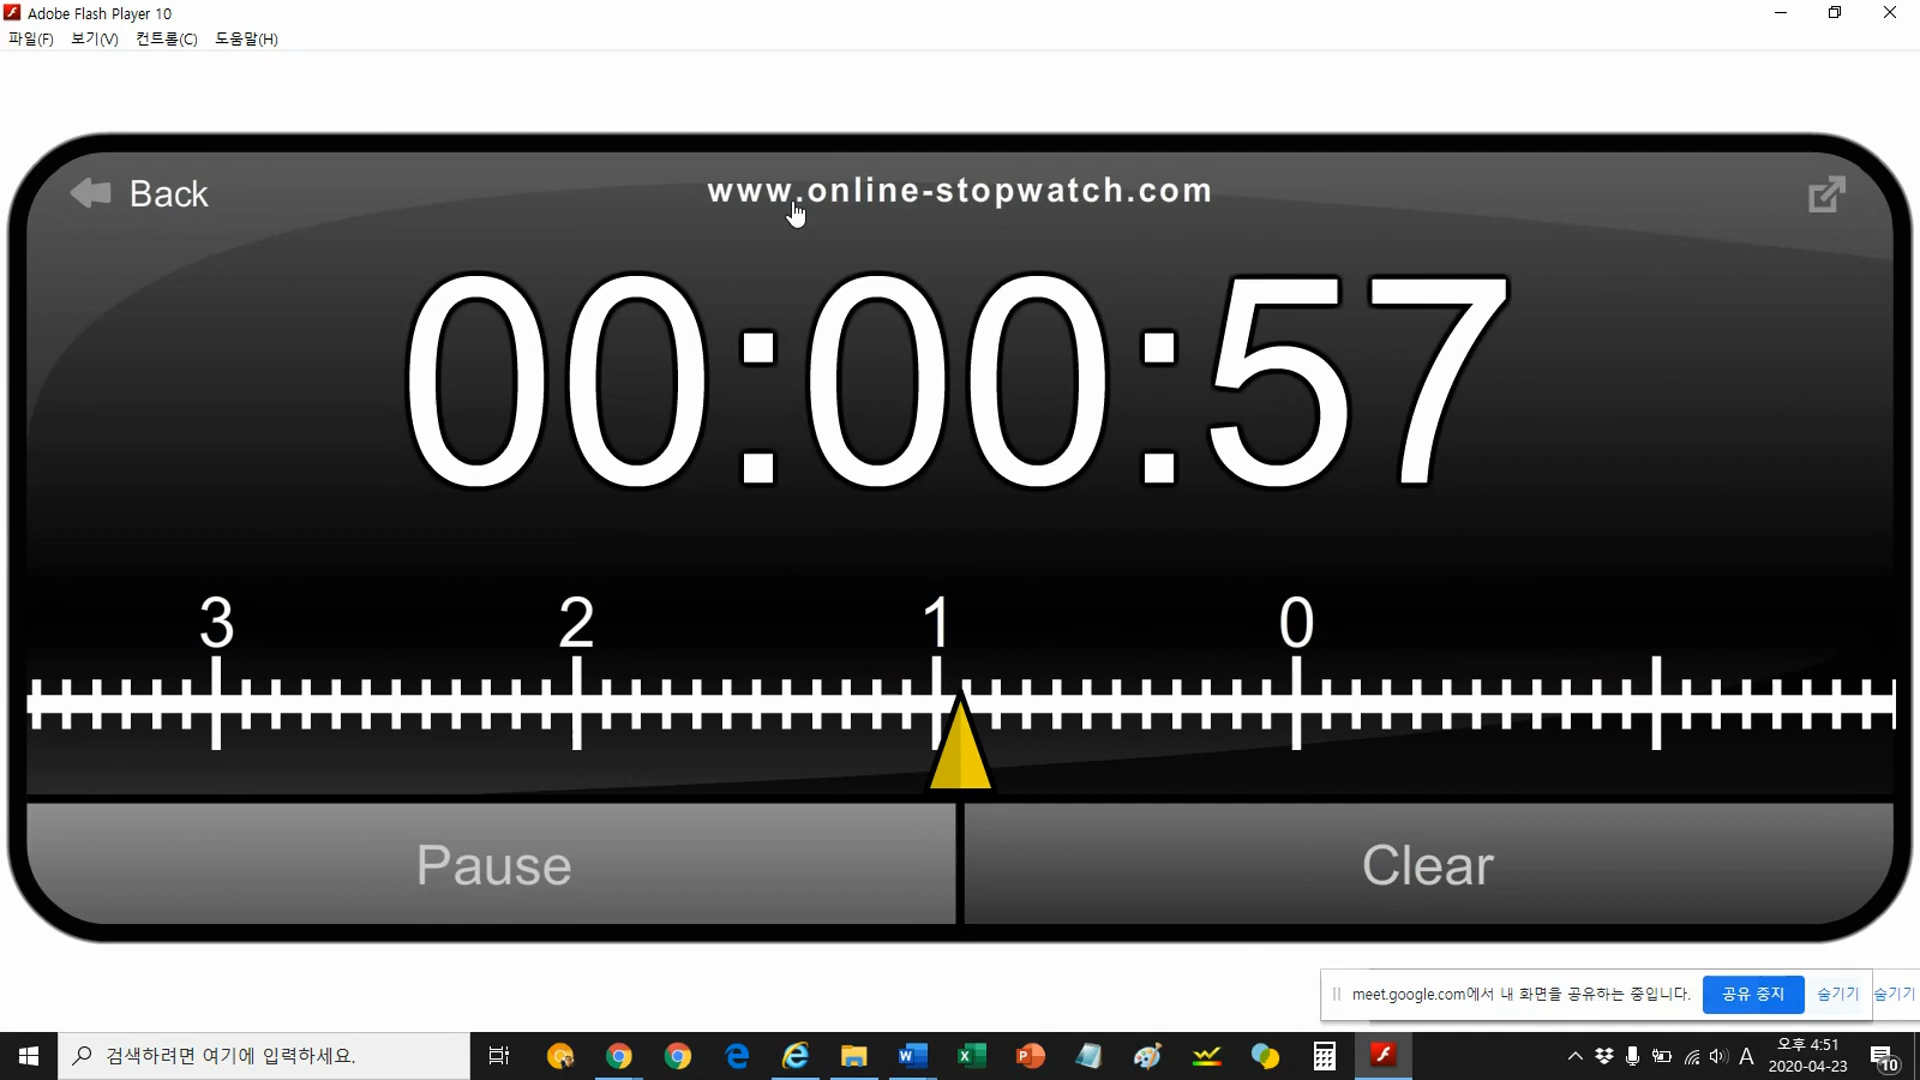 Adobe Flash Player 10
파일(F) 보기(V) 컨트롤(C) 도움말(H)
Back
www.online-stopwatch.com
00:00:57
3 2 1 0
Pause Clear
meet.google.com에서 내 화면을 공유하는 중입니다. 공유 중지 숨기기 숨기기
검색하려면 여기에 입력하세요.
A
오후 4:51
2020-04-23
10